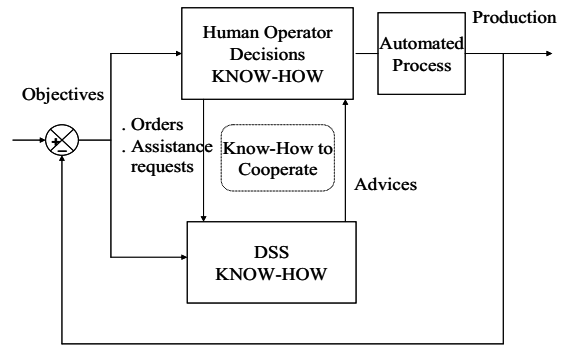 Production
Human Operator
Decisions
KNOW-HOW
Automated
Process
Objectives
+
−
. Orders
. Assistance
requests
Know-How to
Cooperate
Advices
DSS
KNOW-HOW